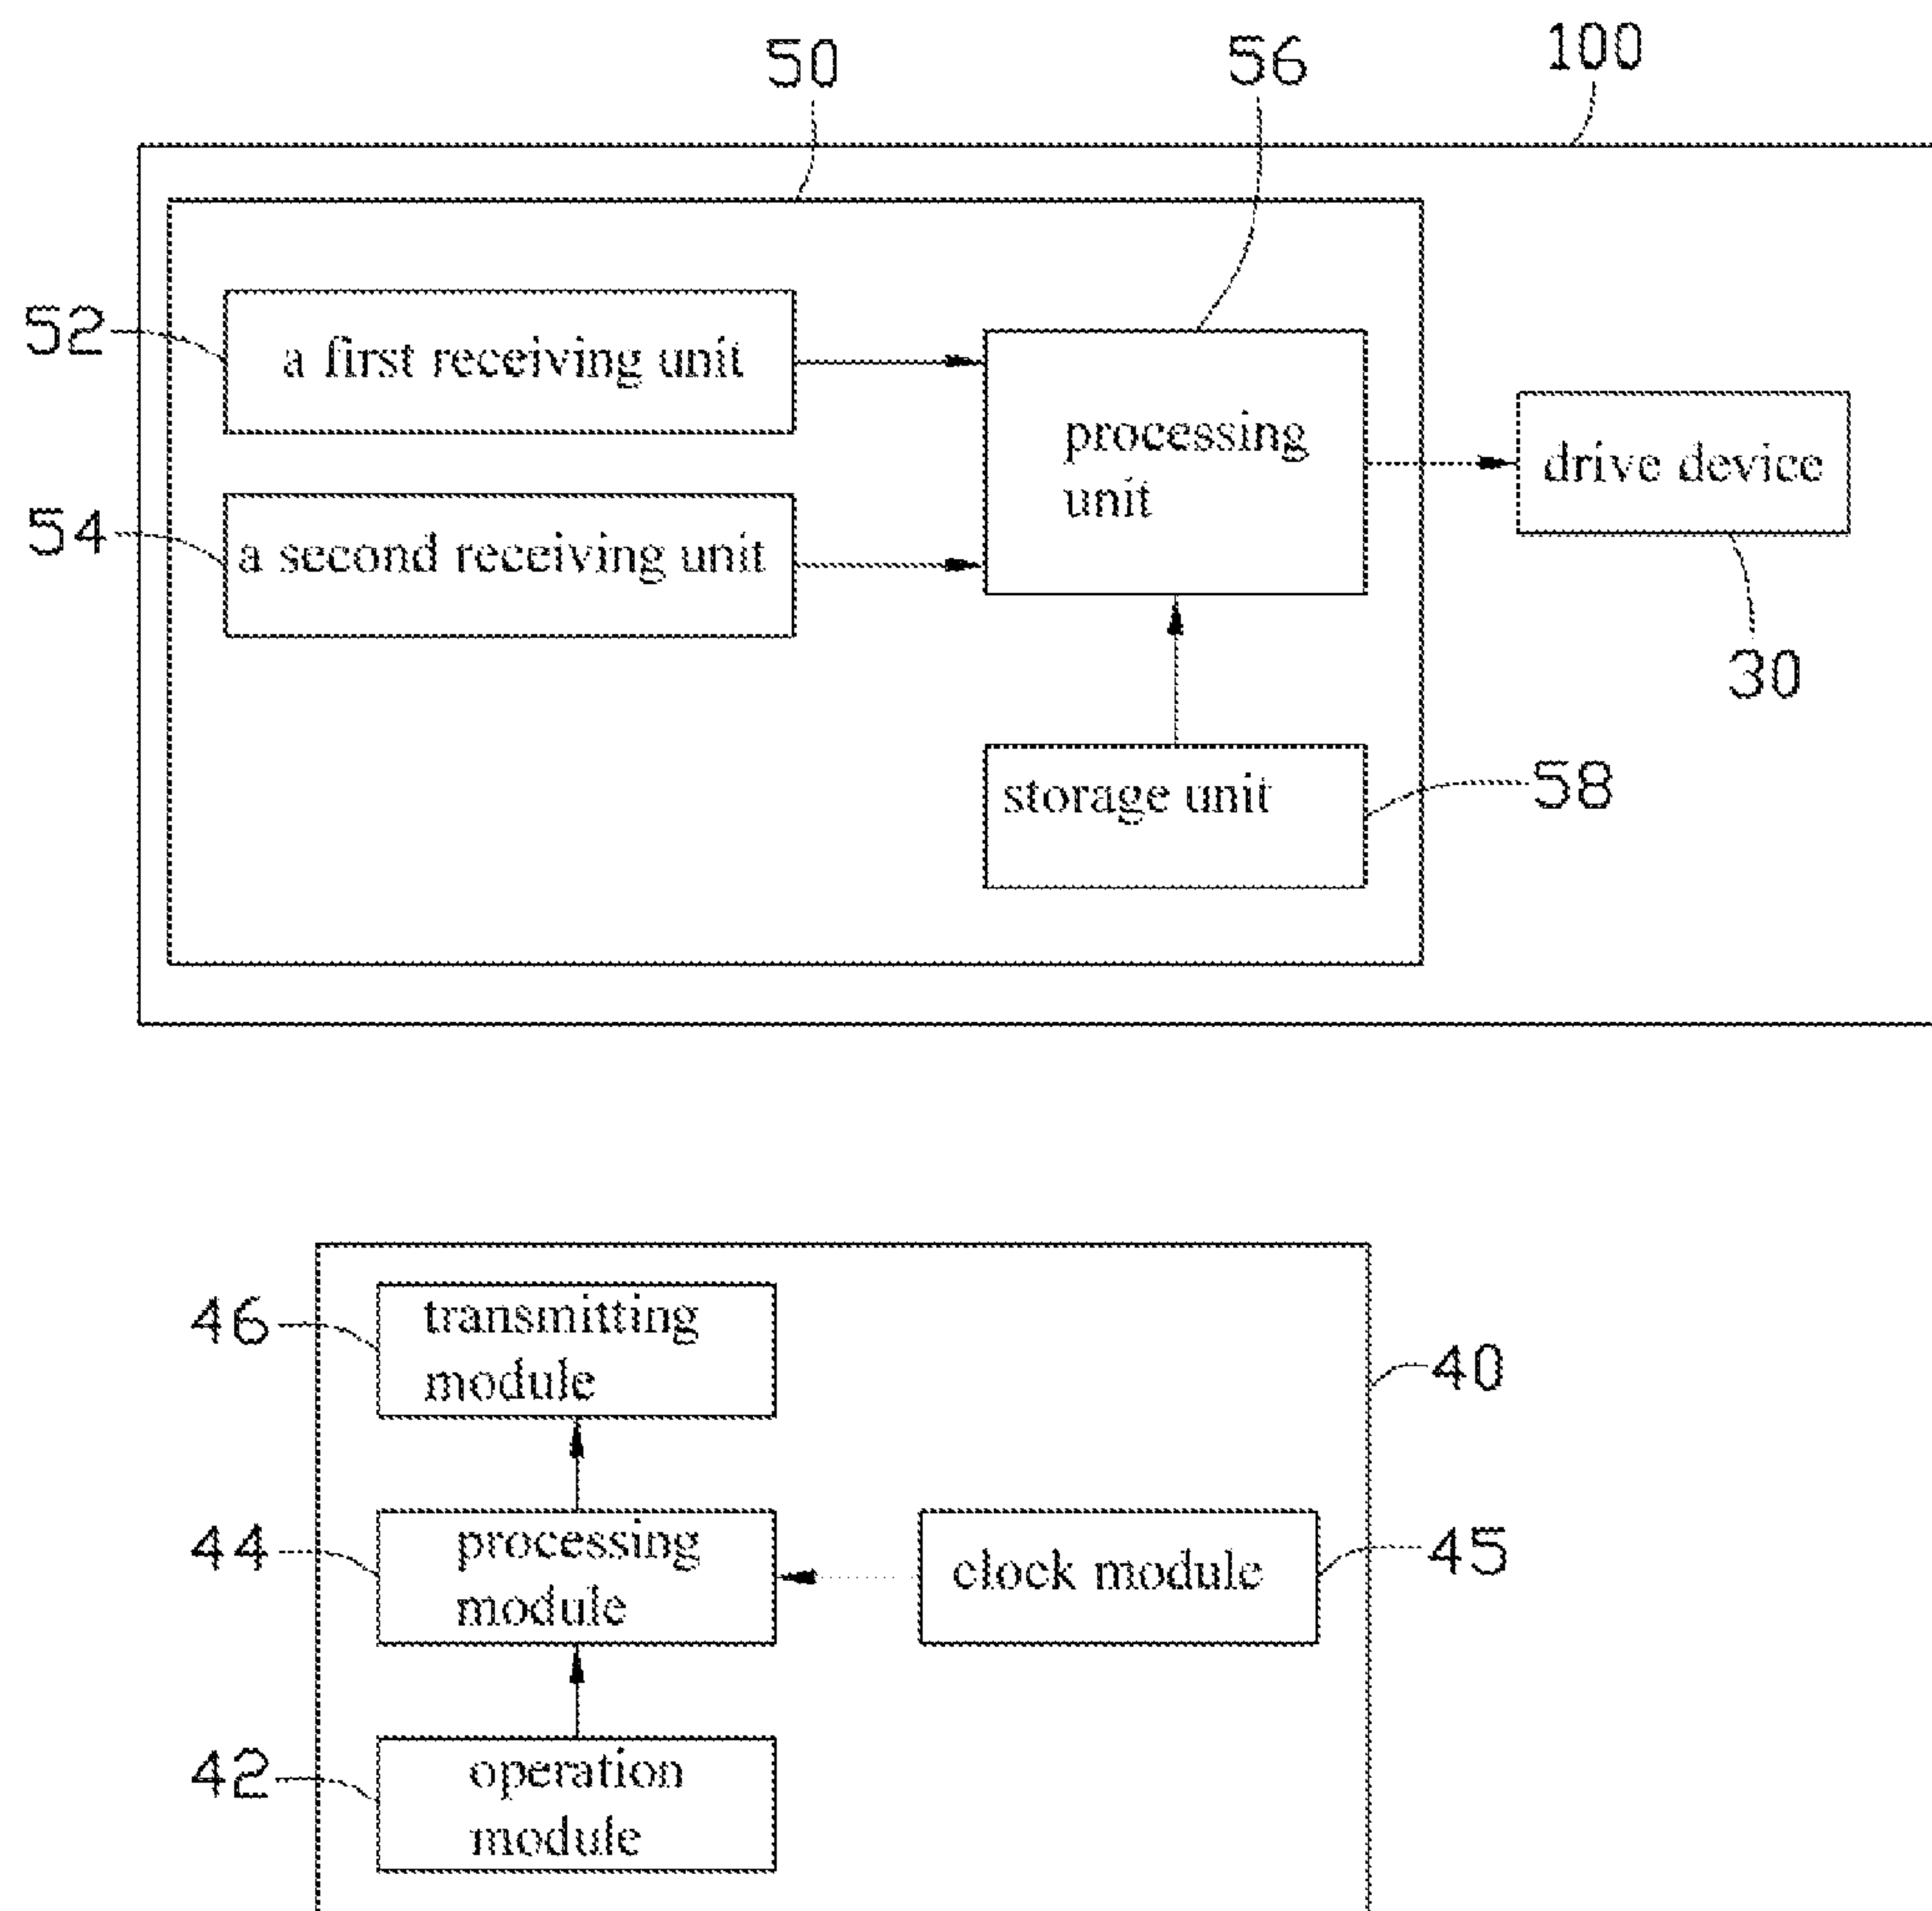 50
56
100
52
a first receiving unit
processing
unit
drive device
54
a second receiving unit
30
storage unit
58
46
transmitting
module
40
44
processing
module
clock module
45
42
operation
module